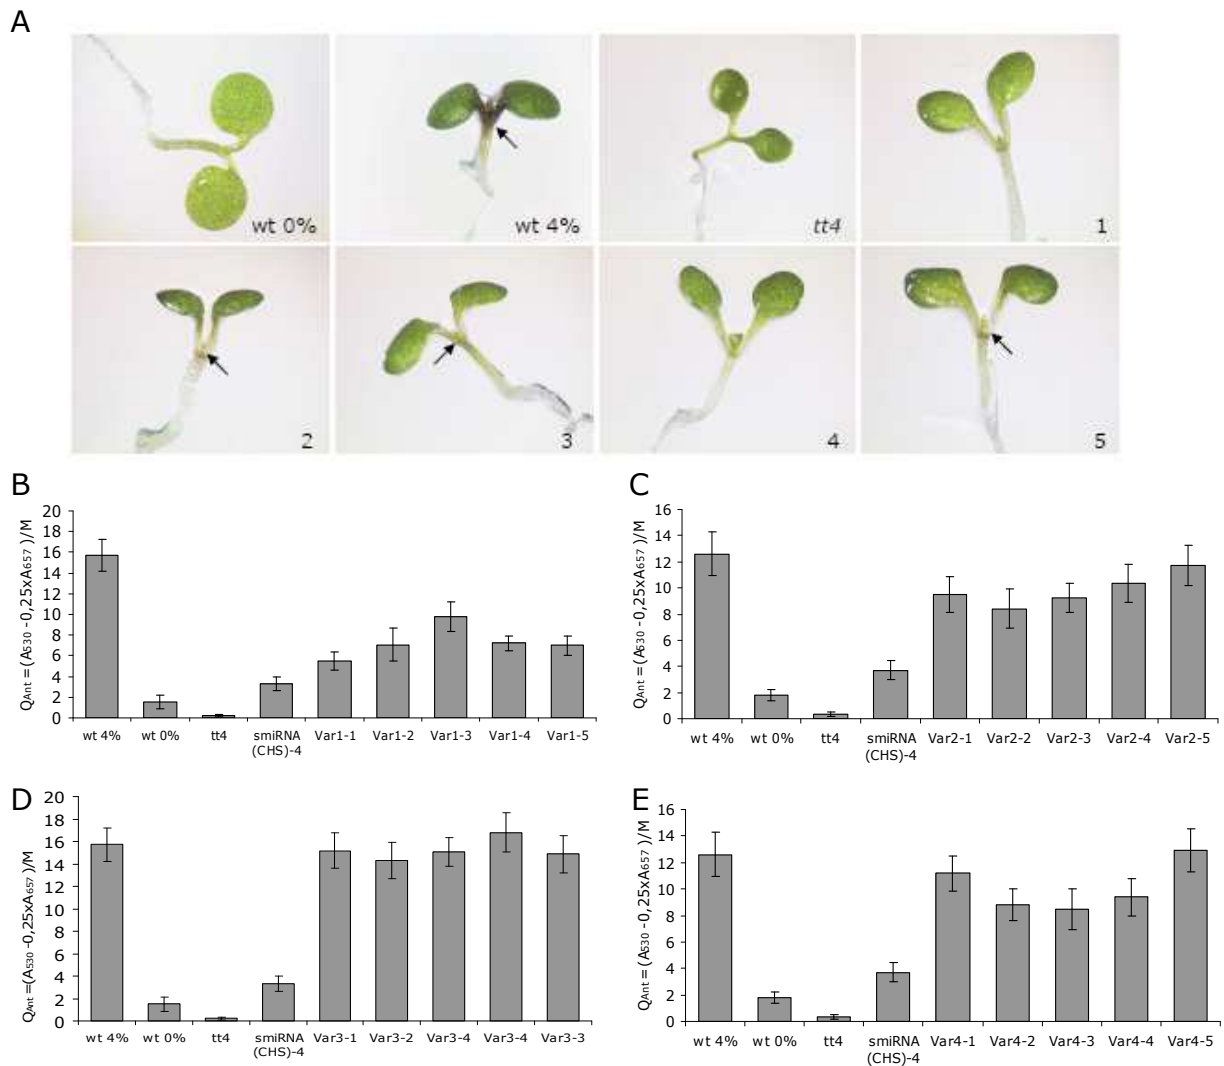 A
wt 0%
wt 4%
tt4
1
2
3
4
5
B
QAnt = (A530 -0,25xA657 )/M
20
18
16
14
12
10
8
6
4
2
0
wt 4% wt 0% tt4 smiRNA Var1-1 Var1-2 Var1-3 Var1-4 Var1-5
(CHS)-4
C
QAnt = (A530 -0,25xA657 )/M
16
14
12
10
8
6
4
2
0
wt 4% wt 0% tt4 smiRNA Var2-1 Var2-2 Var2-3 Var2-4 Var2-5
(CHS)-4
D
QAnt =(A530 -0,25xA657 )/M
20
18
16
14
12
10
8
6
4
2
0
wt 4% wt 0% tt4 smiRNA Var3-1 Var3-2 Var3-4 Var3-4 Var3-3
(CHS)-4
E
QAnt = (A530 -0,25xA657 )/M
16
14
12
10
8
6
4
2
0
wt 4% wt 0% tt4 smiRNA Var4-1 Var4-2 Var4-3 Var4-4 Var4-5
(CHS)-4